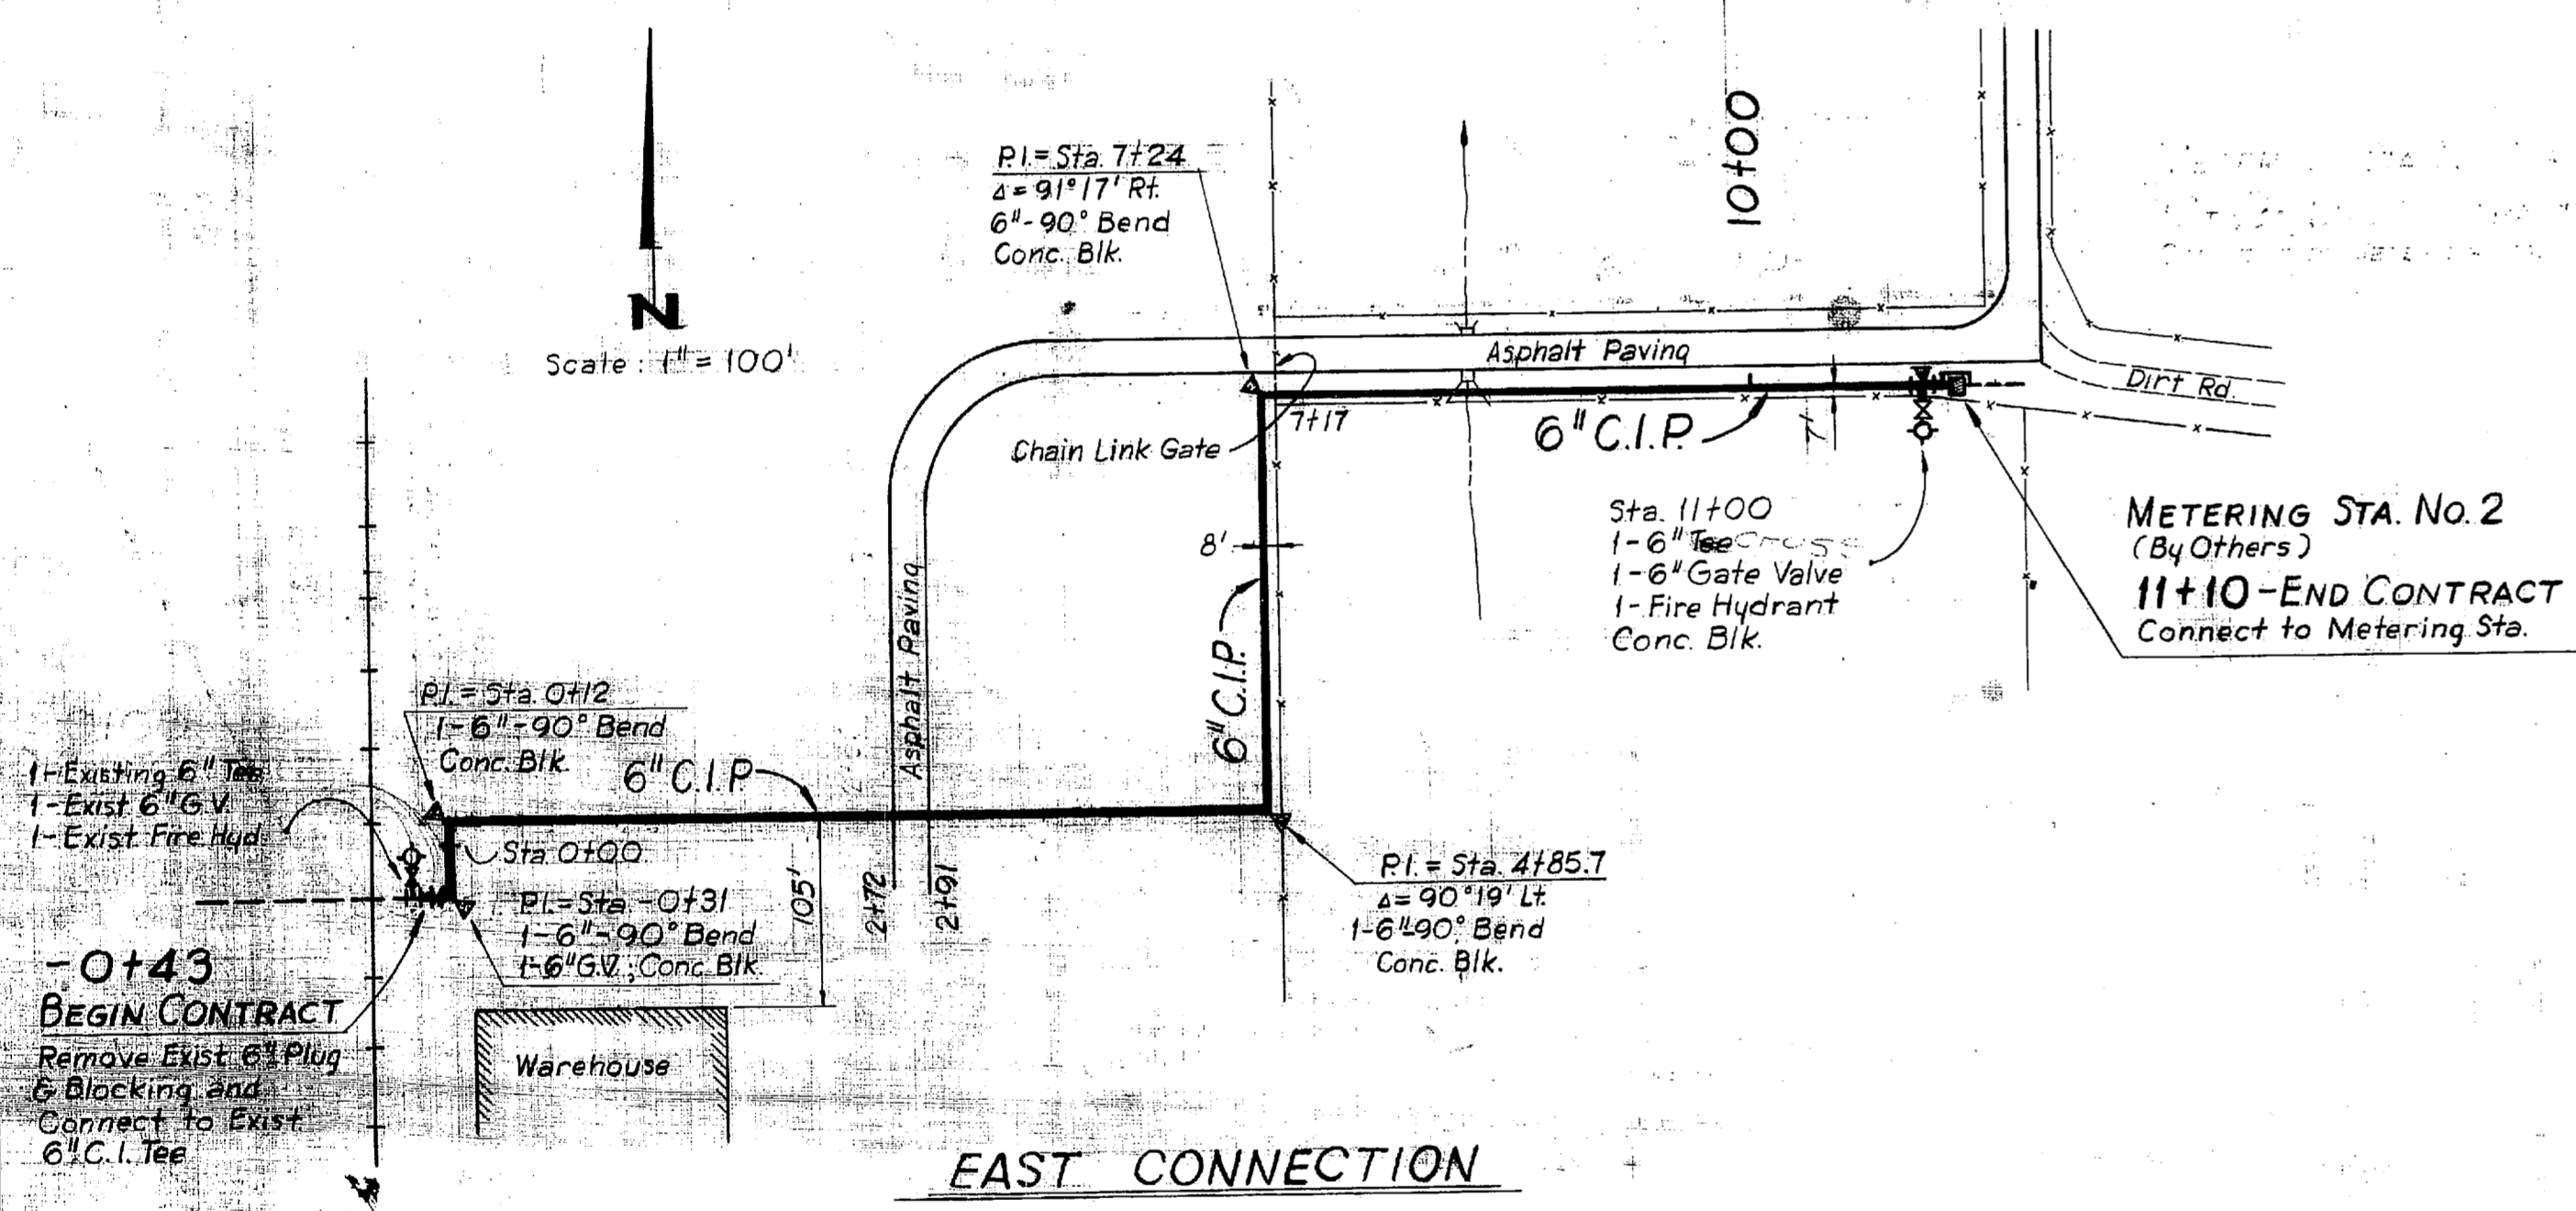 10+00
P.I. = Sta. 7+24
Δ = 91°17' Rt.
6"-90° Bend
Conc. Blk.
N
Scale : 1" = 100'
Asphalt Paving
Dirt Rd.
7+17
Chain Link Gate
6" C.I.P.
7'
8'
Sta. 11+00
1-6" Tee Cross
1-6" Gate Valve
1-Fire Hydrant
Conc. Blk.
METERING STA. NO. 2
(By Others)
11+10-END CONTRACT
Connect to Metering Sta.
Asphalt Paving
6" C.I.P.
P.I. = Sta. 0+12
1-6"-90° Bend
Conc. Blk.
6" C.I.P.
1-Existing 6" Tee
1-Exist 6" G.V.
1-Exist Fire Hyd.
Sta. 0+00
P.I. = Sta. -0+31
1-6"-90° Bend
1-6" G.V.; Conc. Blk.
105'
2+72
2+91
P.I. = Sta. 4+85.7
Δ = 90°19' Lt.
1-6"-90° Bend
Conc. Blk.
-0+43
BEGIN CONTRACT
Remove Exist 6" Plug
& Blocking and
Connect to Exist
6" C.I. Tee
Warehouse
EAST CONNECTION